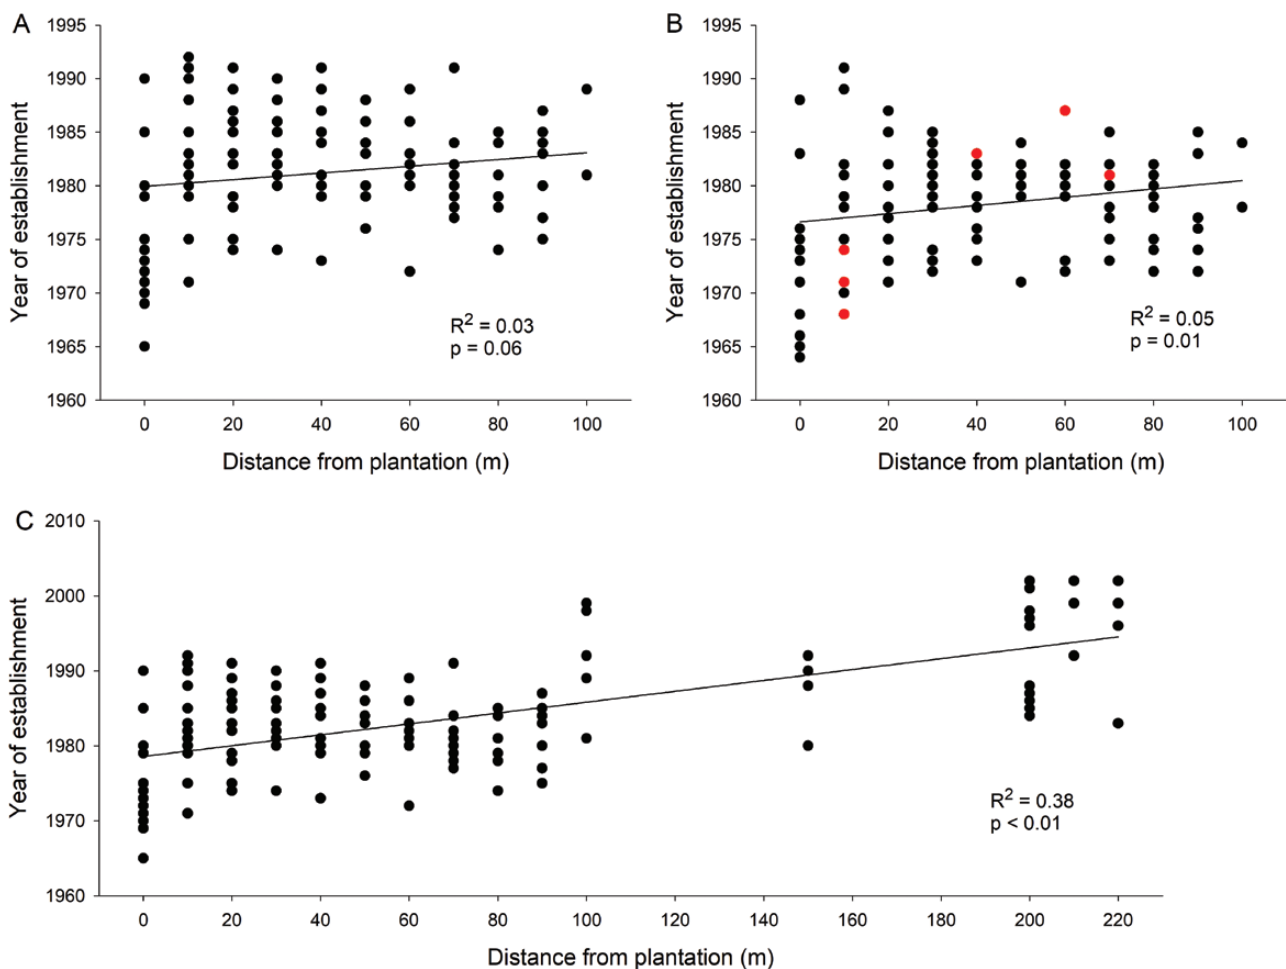 A
1995
1990
1985
1980
1975
1970
1965
1960
Year of establishment
R² = 0.03
p = 0.06
0 20 40 60 80 100
Distance from plantation (m)
B
1995
1990
1985
1980
1975
1970
1965
1960
Year of establishment
R² = 0.05
p = 0.01
0 20 40 60 80 100
Distance from plantation (m)
C
2010
2000
1990
1980
1970
1960
Year of establishment
R² = 0.38
p < 0.01
0 20 40 60 80 100 120 140 160 180 200 220
Distance from plantation (m)